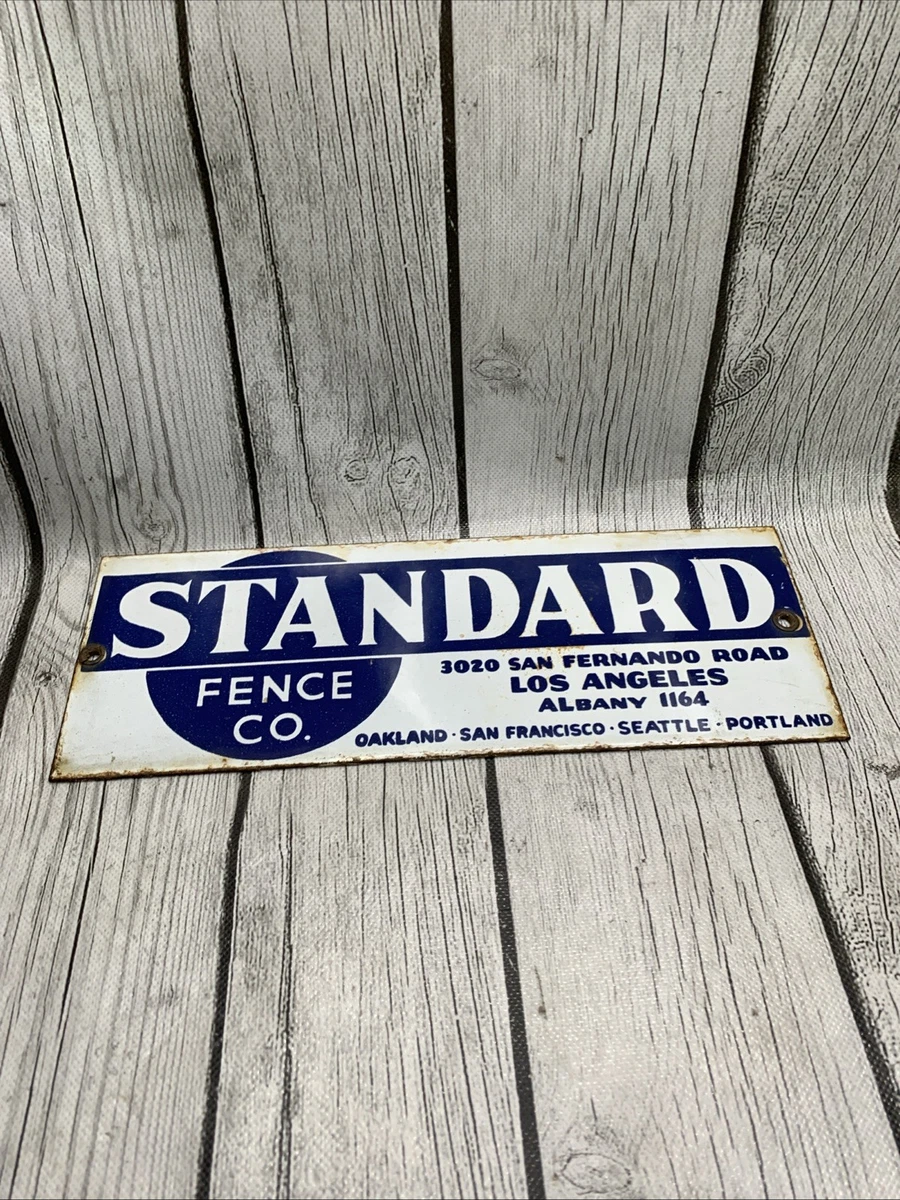 STANDARD
FENCE
CO.
3020 SAN FERNANDO ROAD
LOS ANGELES
ALBANY 1164
OAKLAND · SAN FRANCISCO · SEATTLE · PORTLAND